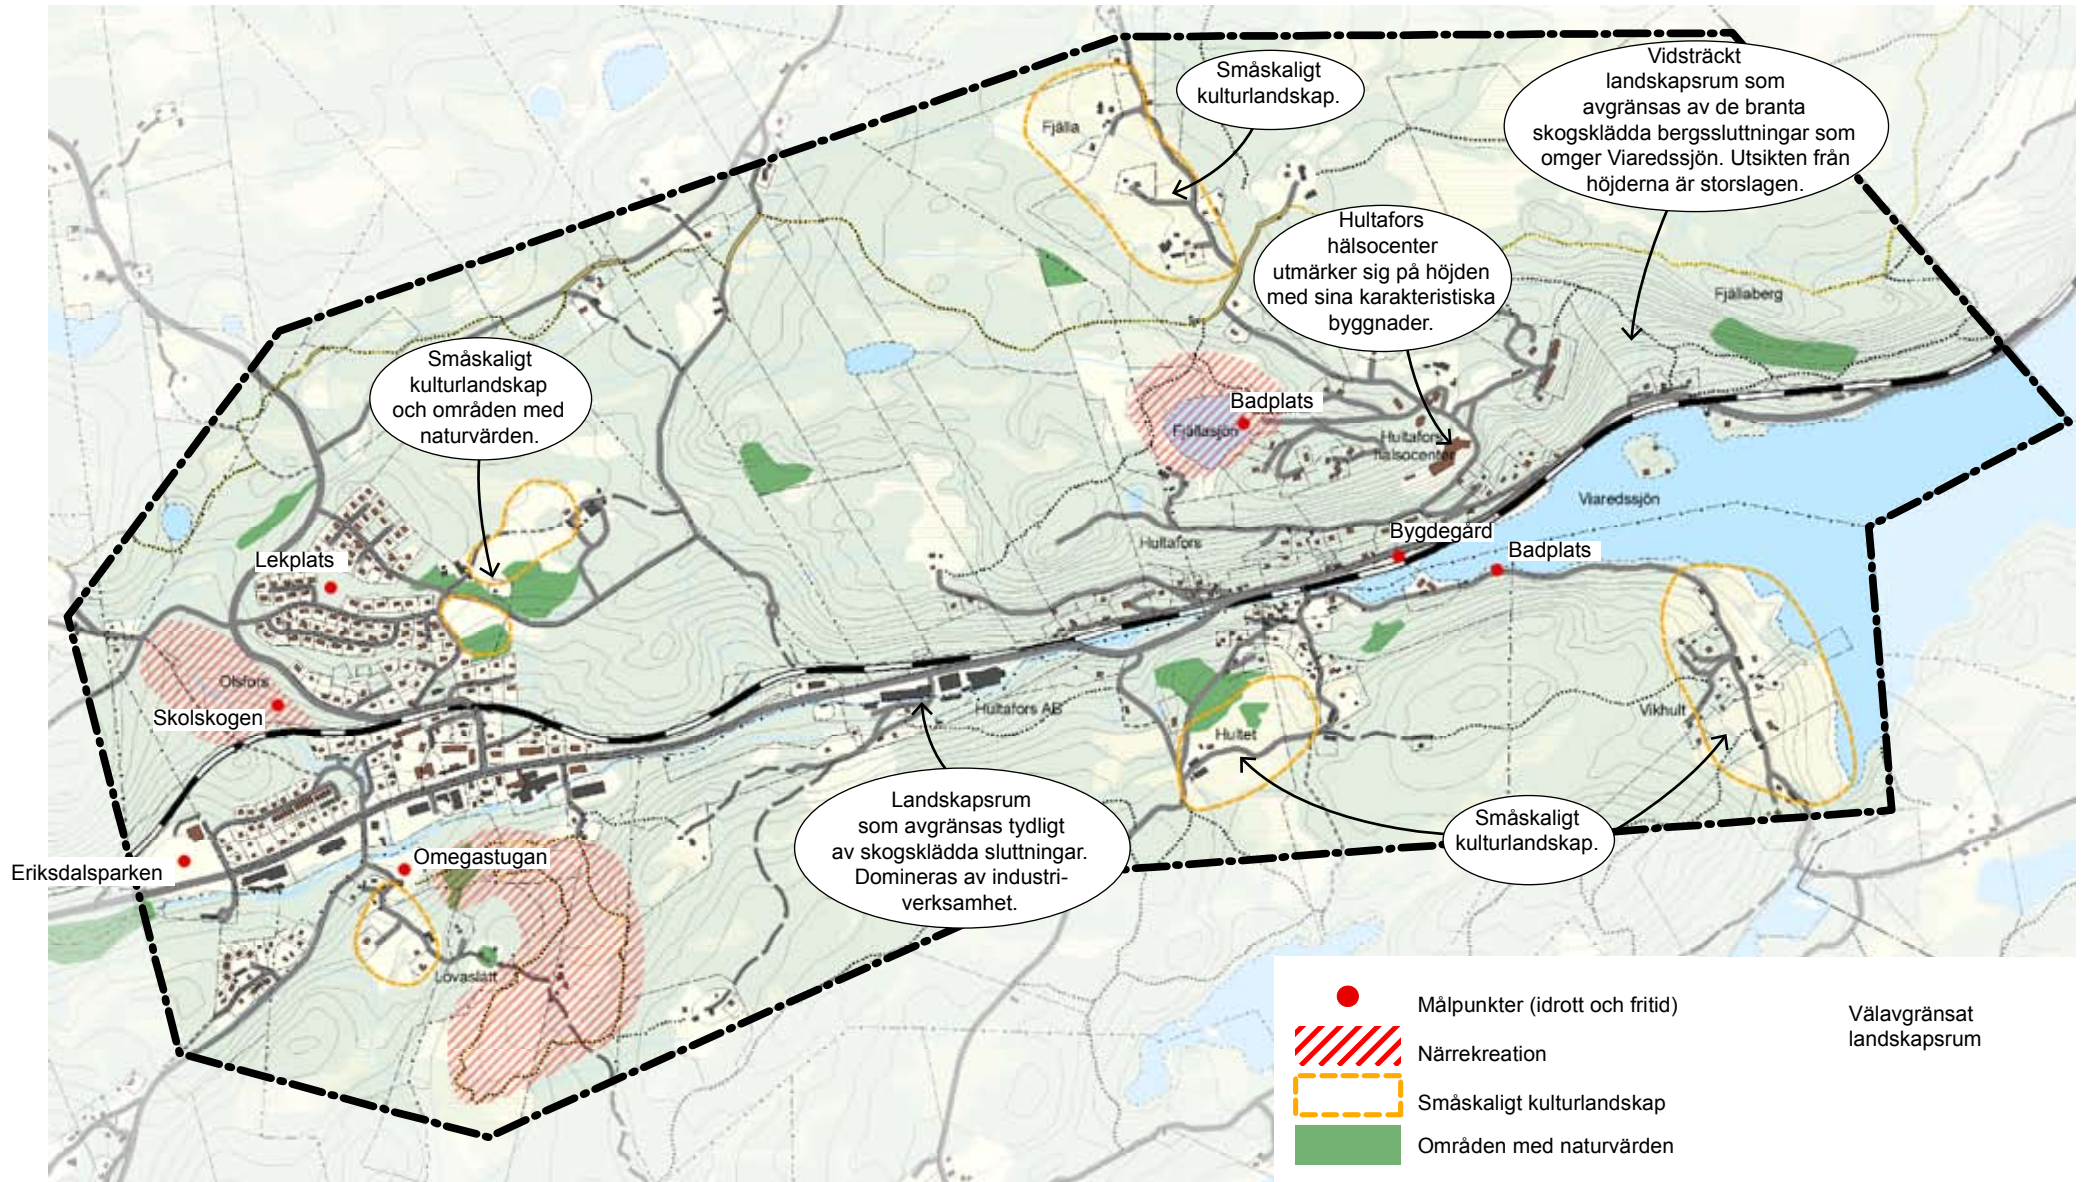 Småskaligt
kulturlandskap.
Vidsträckt
landskapsrum som
avgränsas av de branta
skogsklädda bergssluttningar som
omger Viaredssjön. Utsikten från
höjderna är storslagen.
Fjälla
Hultafors
hälsocenter
utmärker sig på höjden
med sina karakteristiska
byggnader.
Fjällaberg
Småskaligt
kulturlandskap
och områden med
naturvärden.
Badplats
Fjällasjön
Hultafors
hälsocenter
Viaredssjön
Bygdegård
Hultafors
Badplats
Lekplats
Olsfors
Skolskogen
Hultafors AB
Hultet
Vikhult
Landskapsrum
som avgränsas tydligt
av skogsklädda sluttningar.
Domineras av industri-
verksamhet.
Småskaligt
kulturlandskap.
Omegastugan
Eriksdalsparken
Lövaslätt
Målpunkter (idrott och fritid)
Närrekreation
Småskaligt kulturlandskap
Områden med naturvärden
Välavgränsat
landskapsrum